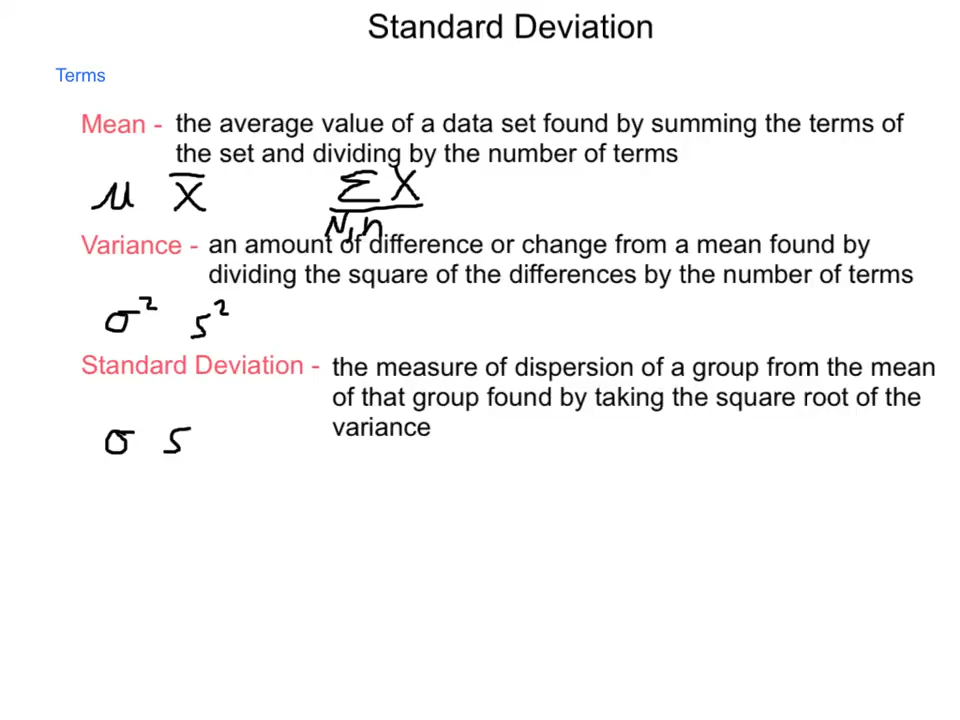 Standard Deviation
Terms
Mean - the average value of a data set found by summing the terms of
the set and dividing by the number of terms
μ X̅ ΣX
N, n
Variance - an amount of difference or change from a mean found by
dividing the square of the differences by the number of terms
σ² s²
Standard Deviation - the measure of dispersion of a group from the mean
of that group found by taking the square root of the
variance
σ s